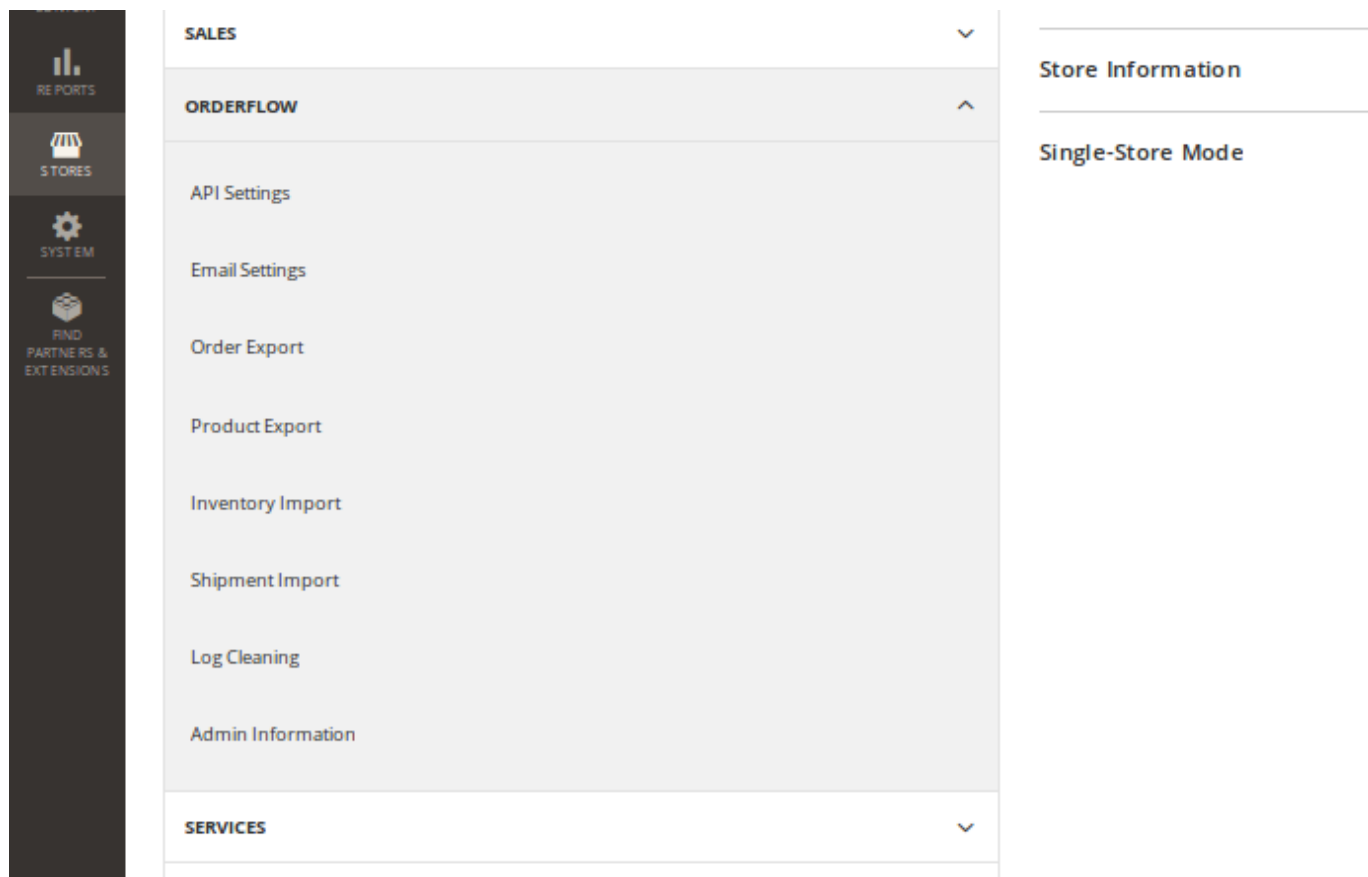 REPORTS
STORES
SYSTEM
FIND
PARTNERS &
EXTENSIONS
SALES
ORDERFLOW
API Settings
Email Settings
Order Export
Product Export
Inventory Import
Shipment Import
Log Cleaning
Admin Information
SERVICES
Store Information
Single-Store Mode